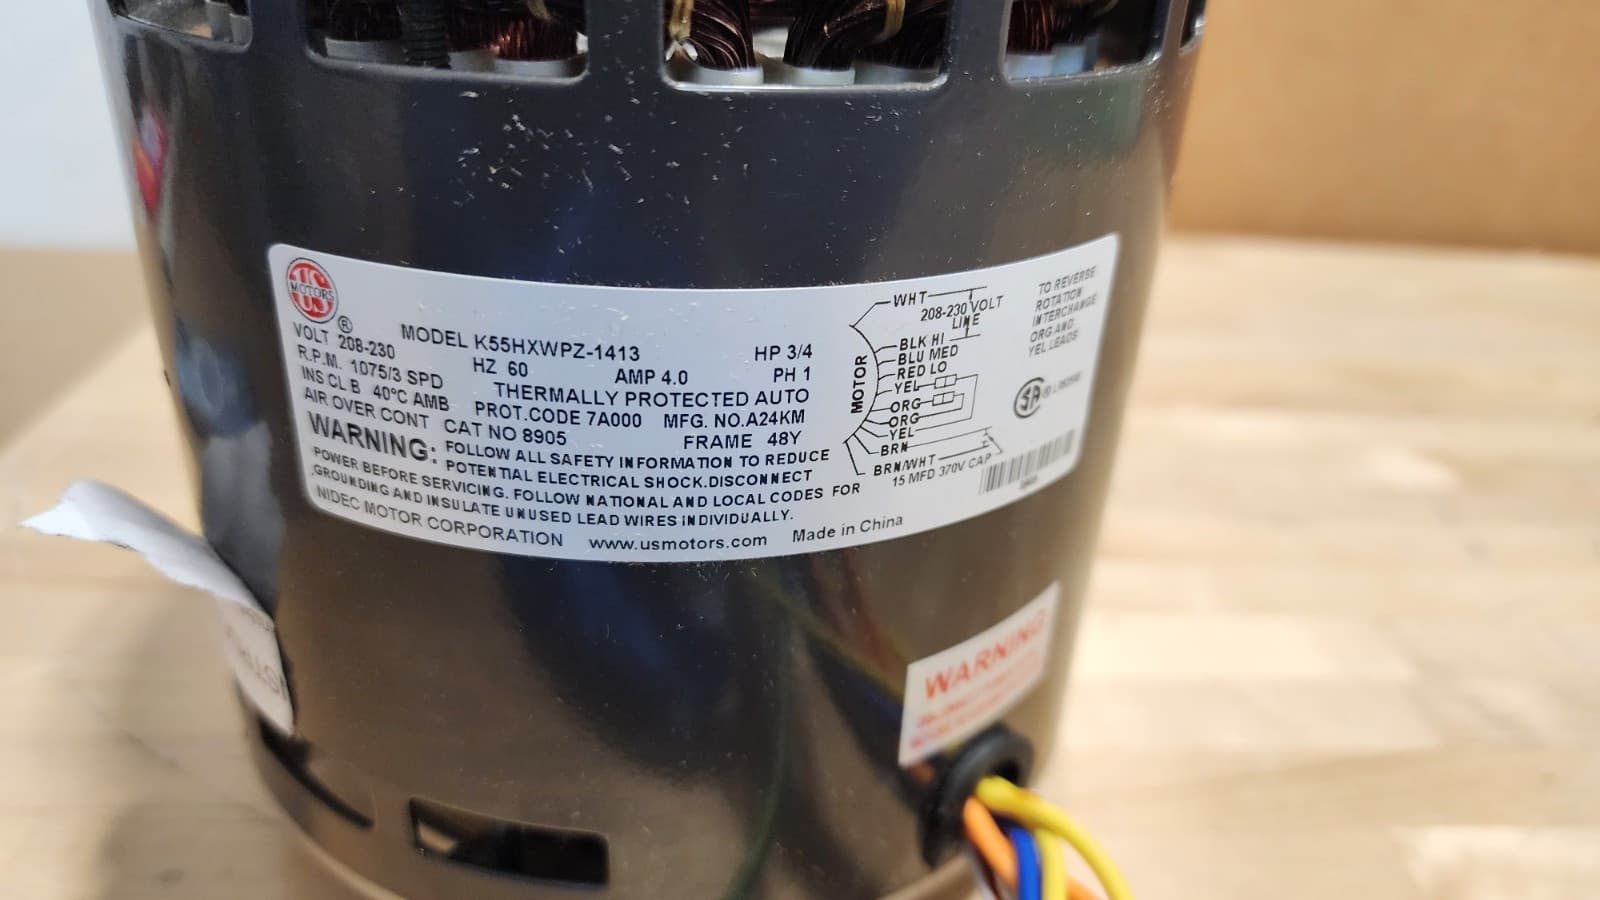 US
MOTORS
®
MODEL K55HXWPZ-1413
VOLT 208-230
HZ 60
HP 3/4
R.P.M. 1075/3 SPD
AMP 4.0
PH 1
INS CL B 40°C AMB
THERMALLY PROTECTED AUTO
AIR OVER CONT
PROT.CODE 7A000
MFG. NO.A24KM
CAT NO 8905
FRAME 48Y
WARNING: FOLLOW ALL SAFETY INFORMATION TO REDUCE
POTENTIAL ELECTRICAL SHOCK.DISCONNECT
POWER BEFORE SERVICING. FOLLOW NATIONAL AND LOCAL CODES FOR
GROUNDING AND INSULATE UNUSED LEAD WIRES INDIVIDUALLY.
NIDEC MOTOR CORPORATION www.usmotors.com Made in China
MOTOR
WHT
208-230 VOLT
LINE
BLK HI
BLU MED
RED LO
YEL
ORG
ORG
YEL
BRN
BRN/WHT
15 MFD 370V CAP
TO REVERSE
ROTATION
INTERCHANGE
ORG AND
YEL LEADS
SA
®
WARNING